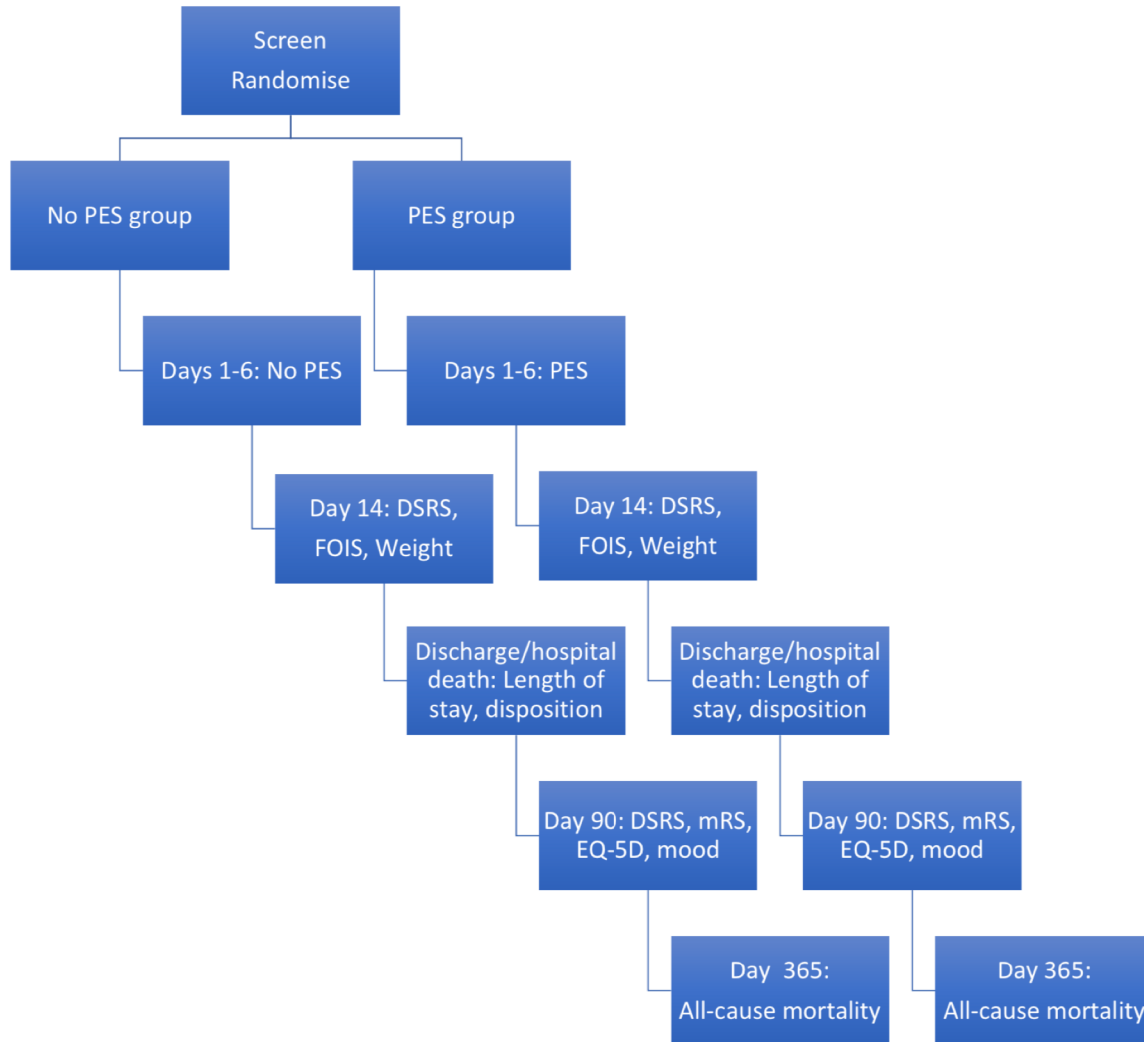 Screen
Randomise
No PES group
PES group
Days 1-6: No PES
Days 1-6: PES
Day 14: DSRS,
FOIS, Weight
Day 14: DSRS,
FOIS, Weight
Discharge/hospital
death: Length of
stay, disposition
Discharge/hospital
death: Length of
stay, disposition
Day 90: DSRS, mRS,
EQ-5D, mood
Day 90: DSRS, mRS,
EQ-5D, mood
Day 365:
All-cause mortality
Day 365:
All-cause mortality